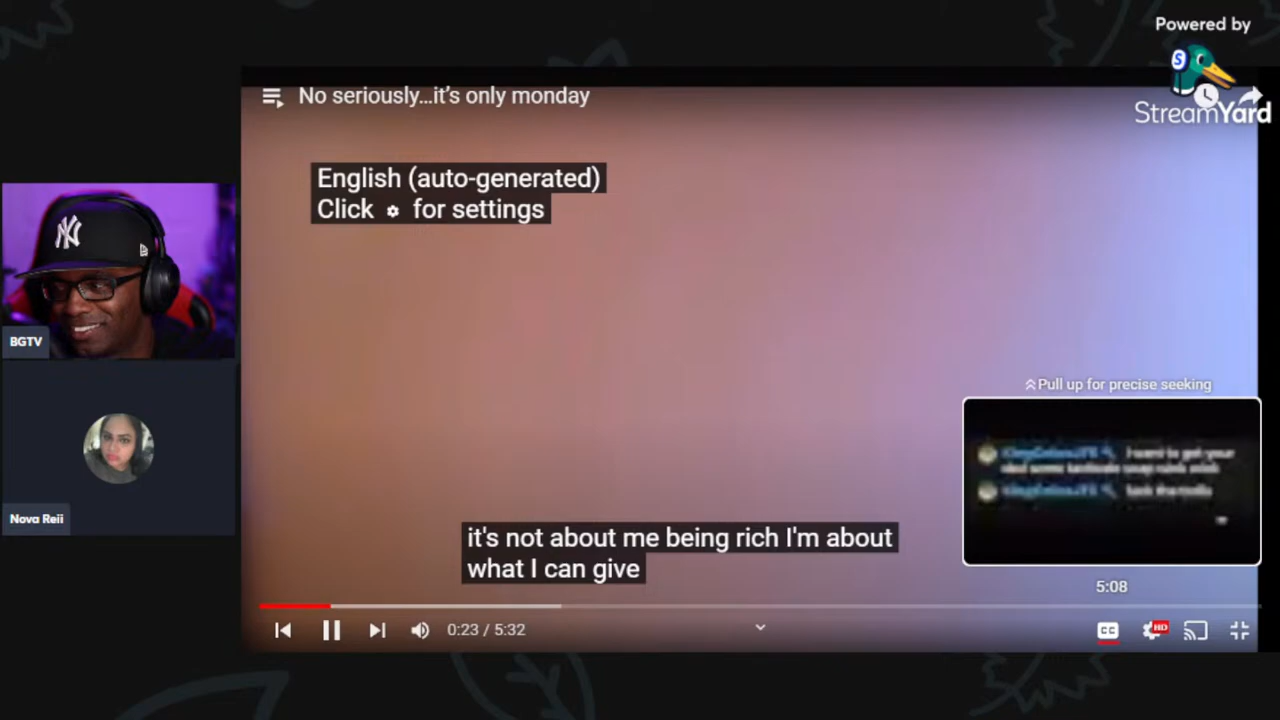 Powered by
StreamYard
No seriously...it's only monday
English (auto-generated)
Click for settings
BGTV
Nova Reii
Pull up for precise seeking
5:08
it's not about me being rich I'm about
what I can give
0:23 / 5:32
CC
HD